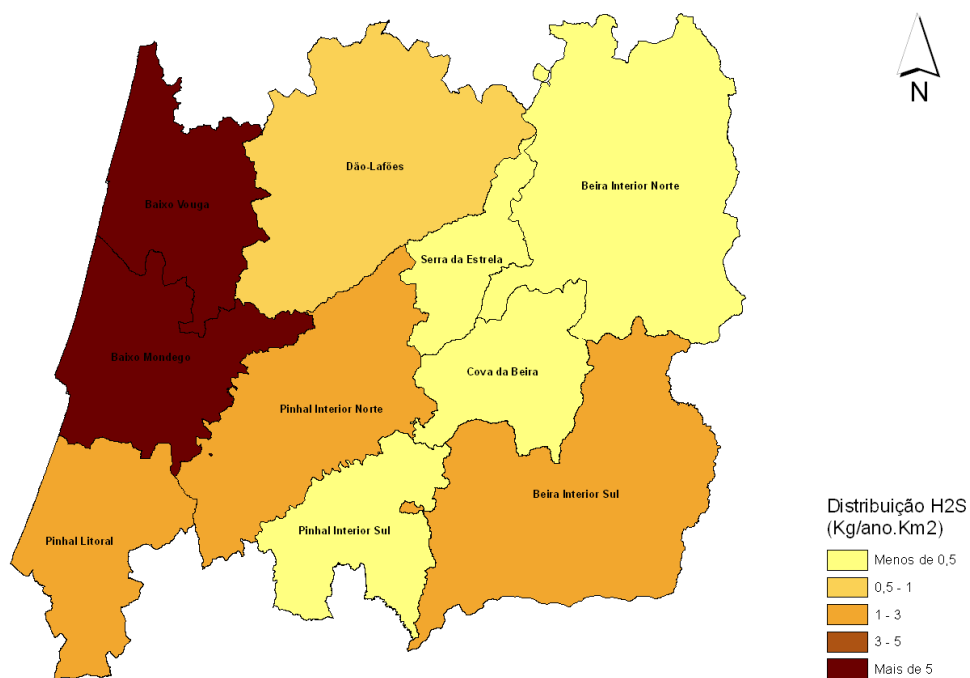 N
Dão-Lafões
Beira Interior Norte
Baixo Vouga
Serra da Estrela
Baixo Mondego
Cova da Beira
Pinhal Interior Norte
Beira Interior Sul
Pinhal Interior Sul
Pinhal Litoral
Distribuição H2S
(Kg/ano.Km2)
Menos de 0,5
0,5 - 1
1 - 3
3 - 5
Mais de 5